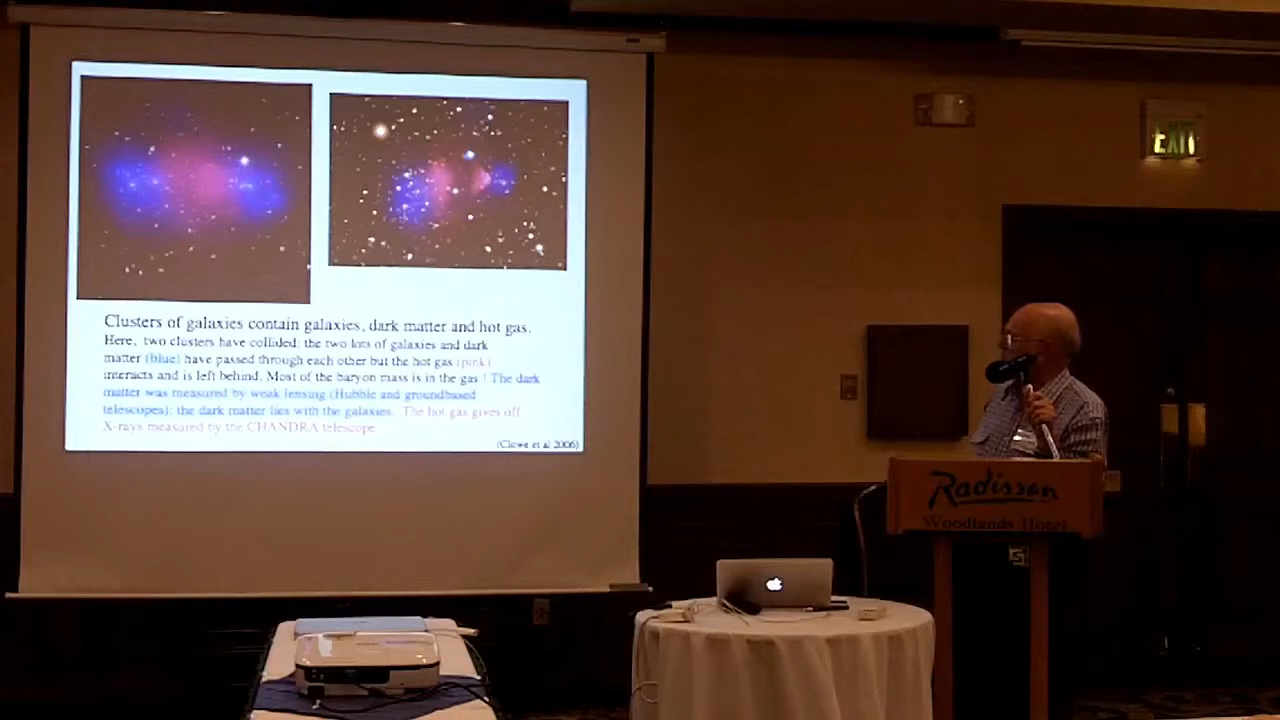 Clusters of galaxies contain galaxies, dark matter and hot gas.
Here, two clusters have collided: the two lots of galaxies and dark
matter (blue) have passed through each other but the hot gas (pink)
interacts and is left behind. Most of the baryon mass is in the gas ! The dark
matter was measured by weak lensing (Hubble and groundbased
telescopes): the dark matter lies with the galaxies. The hot gas gives off
X-rays measured by the CHANDRA telescope.
(Clowe et al 2006)
EXIT
Radisson
Woodlands Hotel